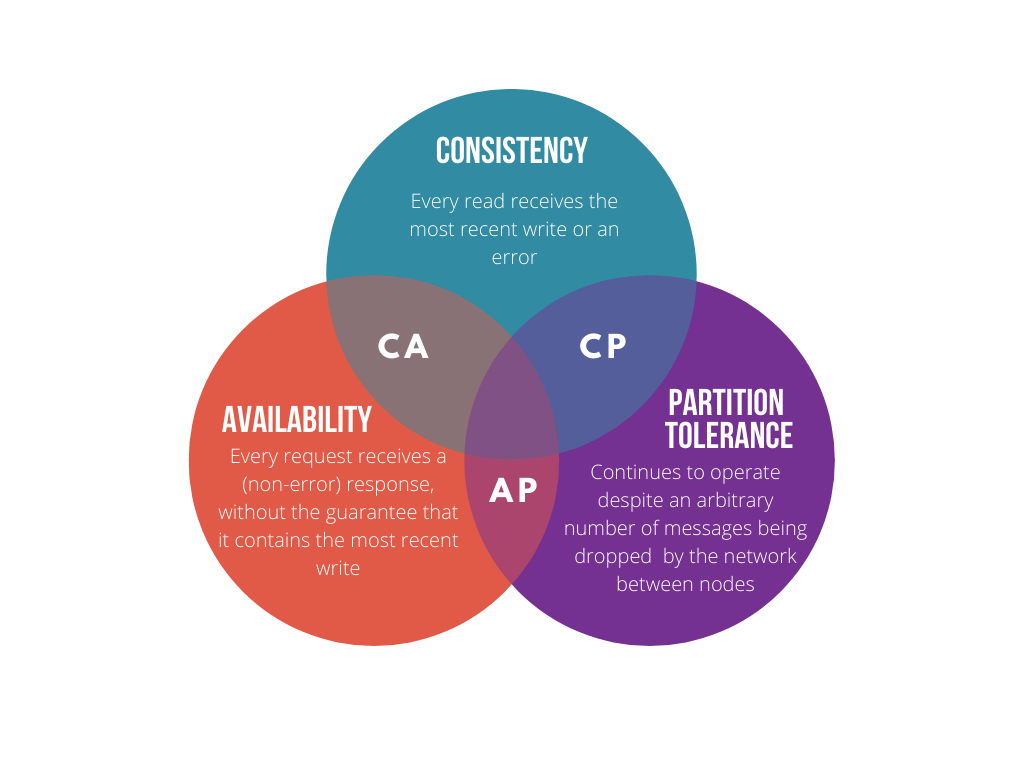 CONSISTENCY
Every read receives the
most recent write or an
error
CA
CP
AVAILABILITY
Every request receives a
(non-error) response,
without the guarantee that
it contains the most recent
write
PARTITION
TOLERANCE
Continues to operate
despite an arbitrary
number of messages being
dropped  by the network
between nodes
AP